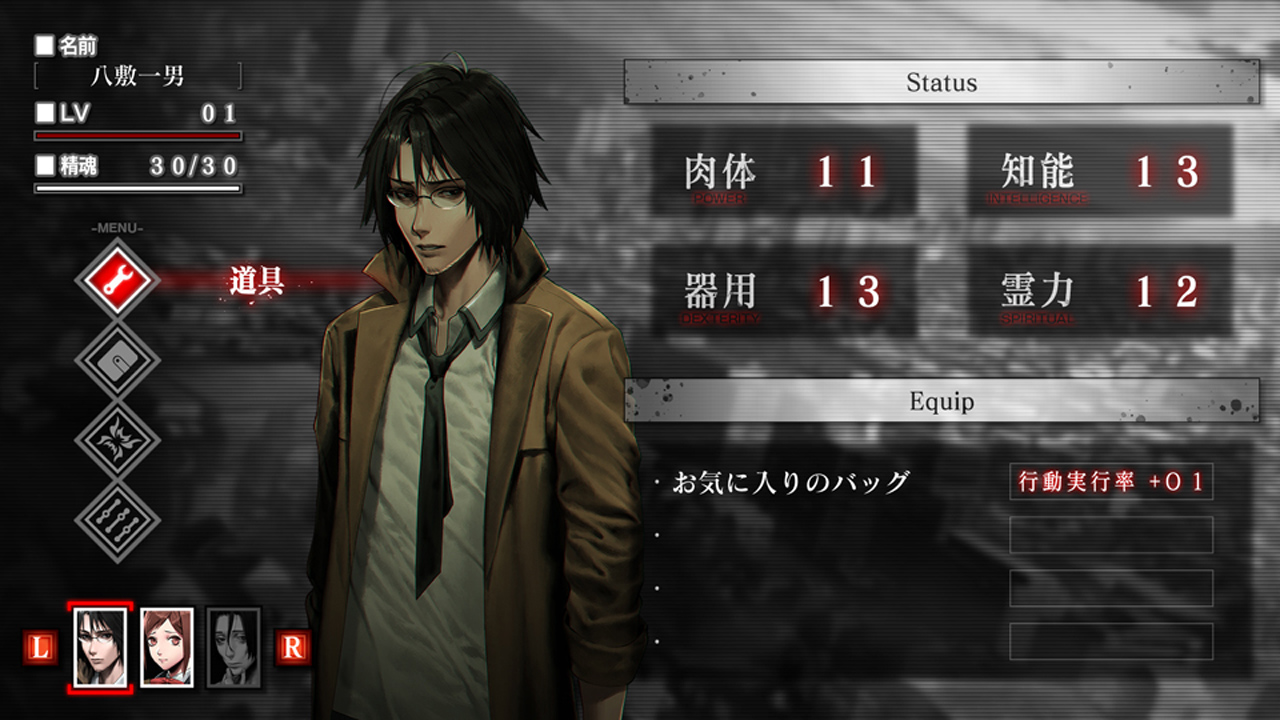 名前
八敷一男
LV 01
精魂 30/30
-MENU-
道具
L
R
Status
肉体 11
POWER
知能 13
INTELLIGENCE
器用 13
DEXTERITY
霊力 12
SPIRITUAL
Equip
・お気に入りのバッグ 行動実行率 +01
・
・
・